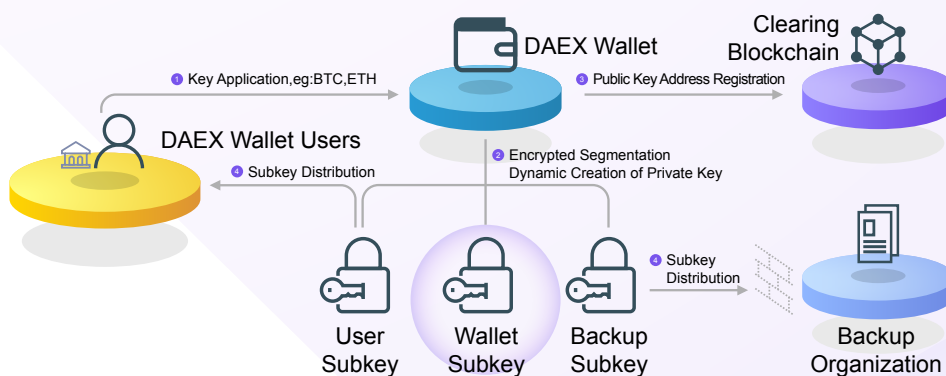 Clearing
Blockchain
DAEX Wallet
1 Key Application,eg:BTC,ETH
3 Public Key Address Registration
DAEX Wallet Users
2 Encrypted Segmentation
Dynamic Creation of Private Key
4 Subkey Distribution
4 Subkey
Distribution
User
Subkey
Wallet
Subkey
Backup
Subkey
Backup
Organization